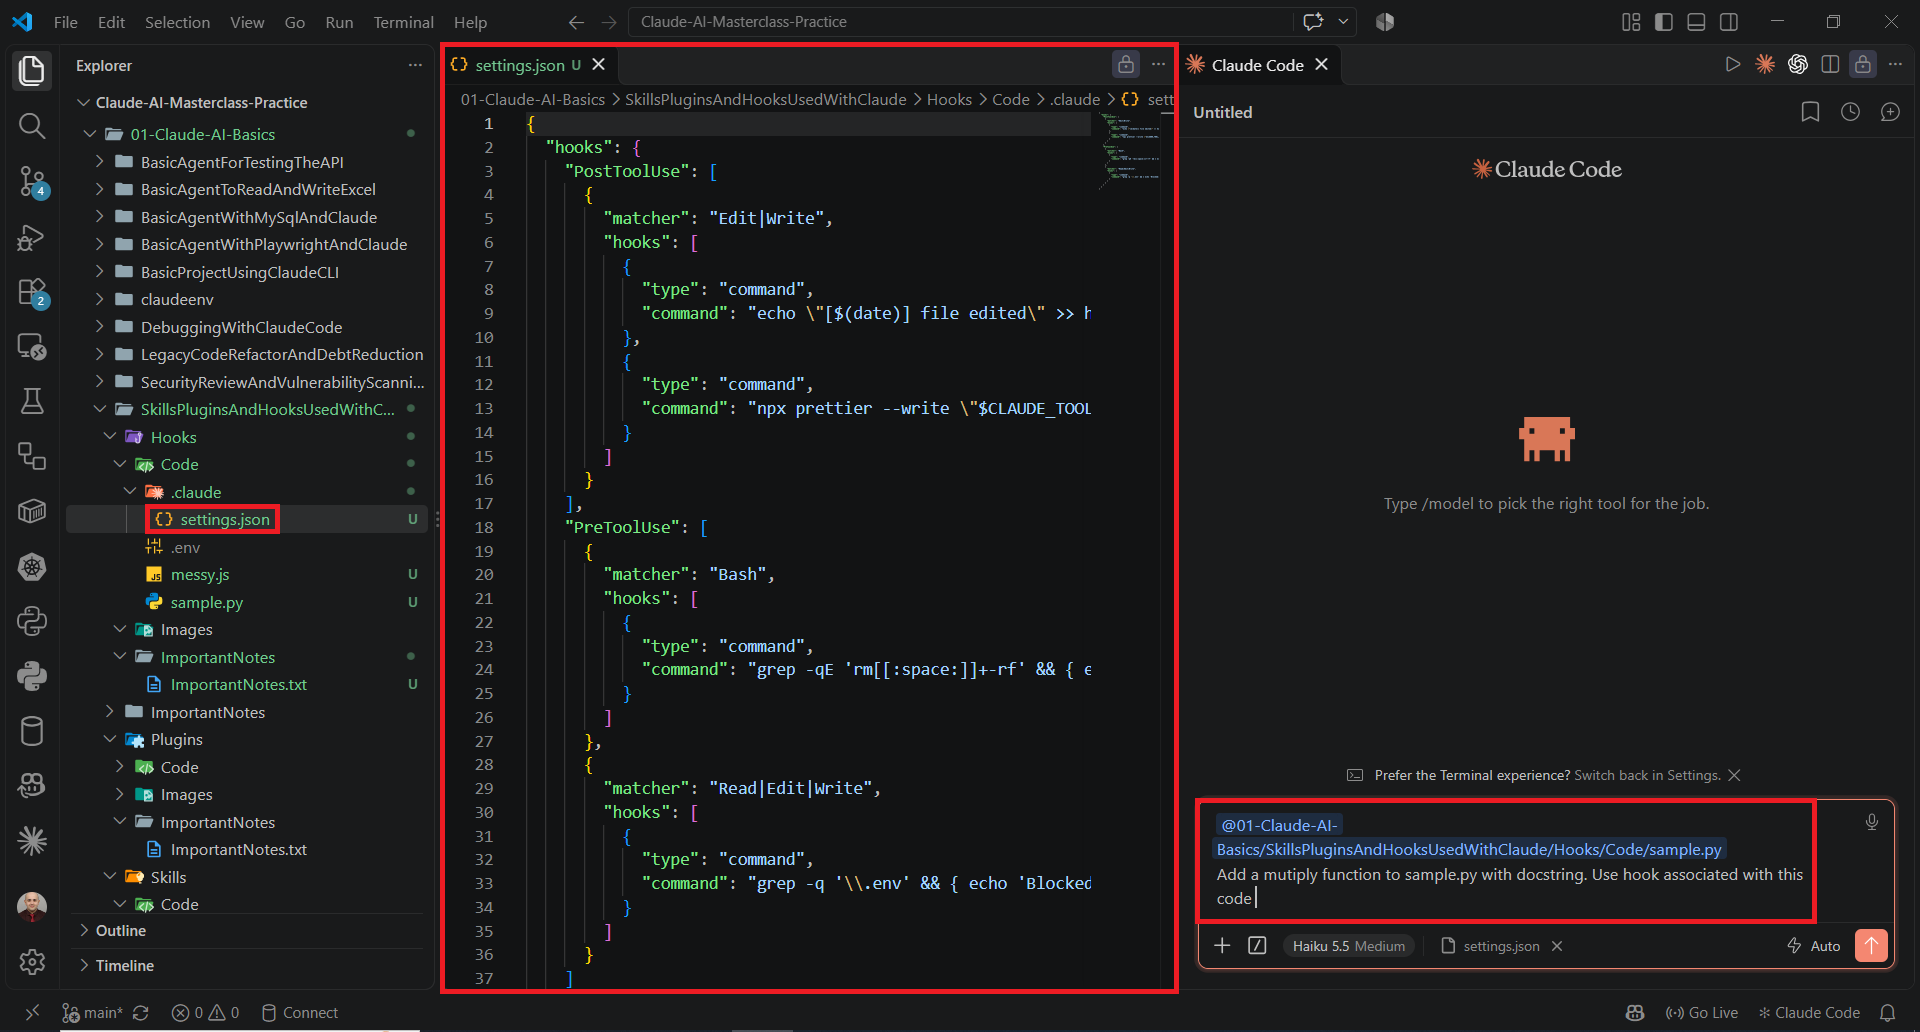 File Edit Selection View Go Run Terminal Help
Claude-AI-Masterclass-Practice
Explorer
Claude-AI-Masterclass-Practice
01-Claude-AI-Basics
BasicAgentForTestingTheAPI
BasicAgentToReadAndWriteExcel
BasicAgentWithMySqlAndClaude
BasicAgentWithPlaywrightAndClaude
BasicProjectUsingClaudeCLI
claudeenv
DebuggingWithClaudeCode
LegacyCodeRefactorAndDebtReduction
SecurityReviewAndVulnerabilityScanni...
SkillsPluginsAndHooksUsedWithC...
Hooks
Code
.claude
settings.json U
.env
messy.js U
sample.py U
Images
ImportantNotes
ImportantNotes.txt U
ImportantNotes
Plugins
Code
Images
ImportantNotes
ImportantNotes.txt
Skills
Code
Outline
Timeline
4
2
settings.json U
01-Claude-AI-Basics > SkillsPluginsAndHooksUsedWithClaude > Hooks > Code > .claude > {} sett
1 {
2 "hooks": {
3 "PostToolUse": [
4 {
5 "matcher": "Edit|Write",
6 "hooks": [
7 {
8 "type": "command",
9 "command": "echo \"[$(date)] file edited\" >> h
10 },
11 {
12 "type": "command",
13 "command": "npx prettier --write \"$CLAUDE_TOOL
14 }
15 ]
16 }
17 ],
18 "PreToolUse": [
19 {
20 "matcher": "Bash",
21 "hooks": [
22 {
23 "type": "command",
24 "command": "grep -qE 'rm[[:space:]]+-rf' && { e
25 }
26 ]
27 },
28 {
29 "matcher": "Read|Edit|Write",
30 "hooks": [
31 {
32 "type": "command",
33 "command": "grep -q '\\.env' && { echo 'Blocked
34 }
35 ]
36 }
37 ]
Claude Code
Untitled
Claude Code
Type /model to pick the right tool for the job.
Prefer the Terminal experience? Switch back in Settings.
@01-Claude-AI-
Basics/SkillsPluginsAndHooksUsedWithClaude/Hooks/Code/sample.py
Add a mutiply function to sample.py with docstring. Use hook associated with this
code
Haiku 5.5 Medium settings.json Auto
main* 0 0 Connect Go Live Claude Code